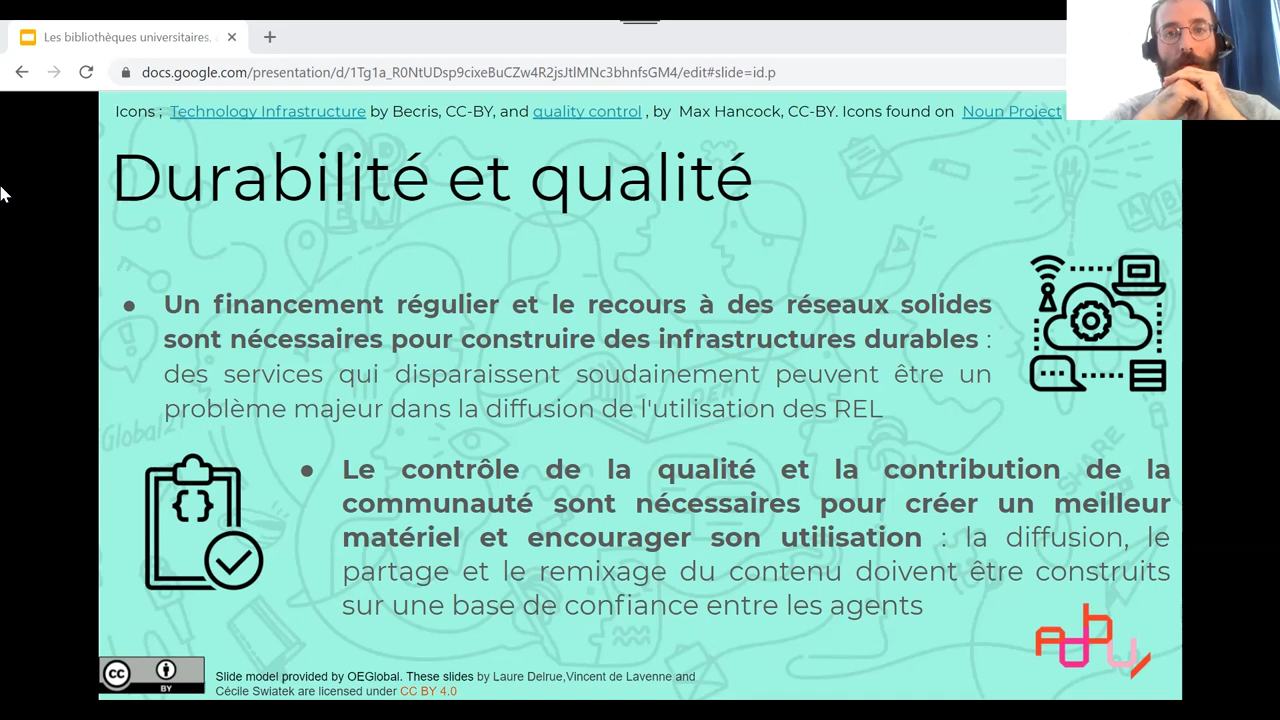 Les bibliothèques universitaires,
docs.google.com/presentation/d/1Tg1a_R0NtUDsp9cixeBuCZw4R2jsJtlMNc3bhnfsGM4/edit#slide=id.p
Icons ; Technology Infrastructure by Becris, CC-BY, and quality control , by Max Hancock, CC-BY. Icons found on Noun Project
Durabilité et qualité
● Un financement régulier et le recours à des réseaux solides
sont nécessaires pour construire des infrastructures durables :
des services qui disparaissent soudainement peuvent être un
problème majeur dans la diffusion de l'utilisation des REL
● Le contrôle de la qualité et la contribution de la
communauté sont nécessaires pour créer un meilleur
matériel et encourager son utilisation : la diffusion, le
partage et le remixage du contenu doivent être construits
sur une base de confiance entre les agents
adbu
cc BY
Slide model provided by OEGlobal. These slides by Laure Delrue,Vincent de Lavenne and
Cécile Swiatek are licensed under CC BY 4.0